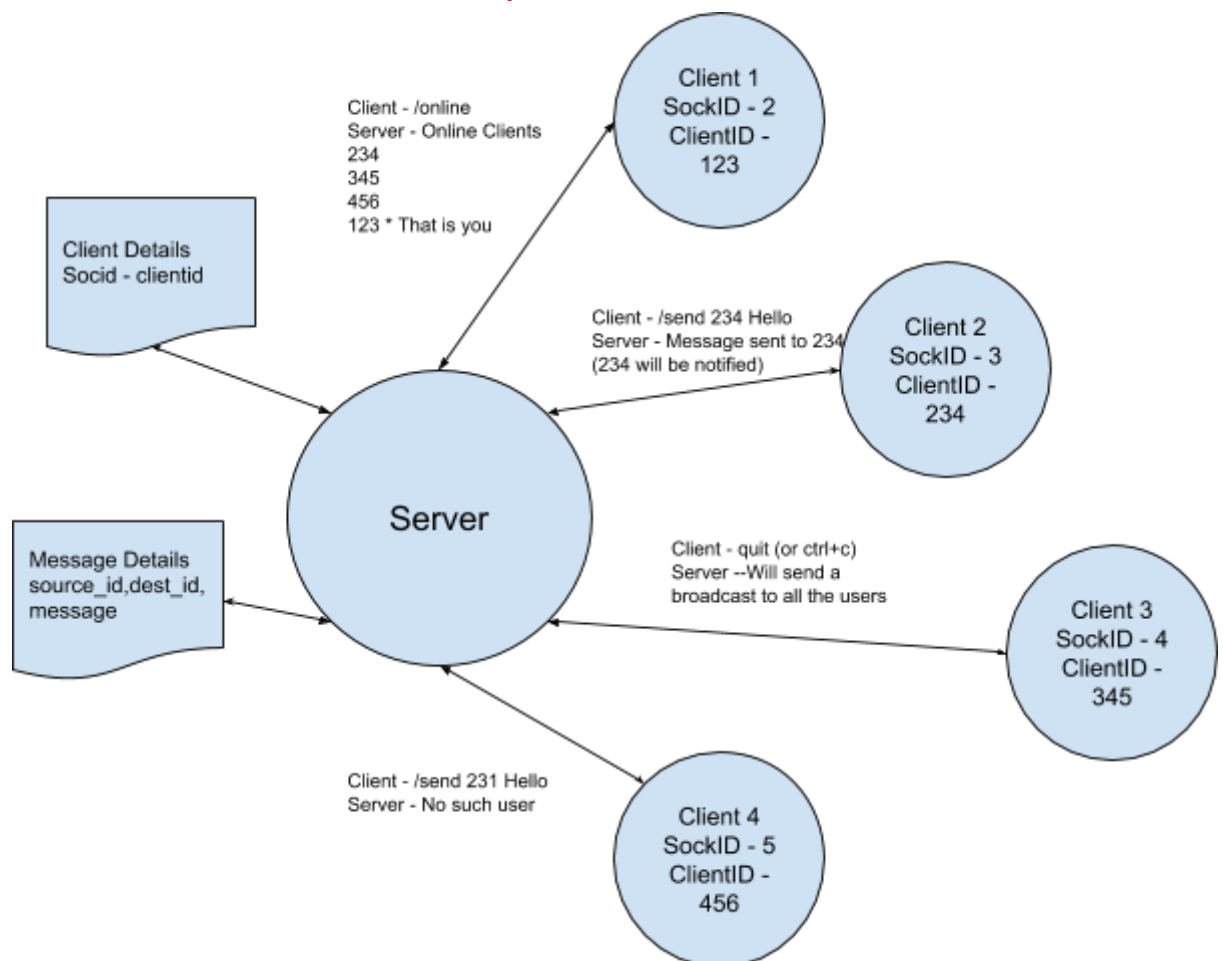 Client 1
SockID - 2
ClientID -
123
Client - /online
Server - Online Clients
234
345
456
123 * That is you
Client Details
Socid - clientid
Client - /send 234 Hello
Server - Message sent to 234
(234 will be notified)
Client 2
SockID - 3
ClientID -
234
Server
Message Details
source_id,dest_id,
message
Client - quit (or ctrl+c)
Server --Will send a
broadcast to all the users
Client 3
SockID - 4
ClientID -
345
Client - /send 231 Hello
Server - No such user
Client 4
SockID - 5
ClientID -
456